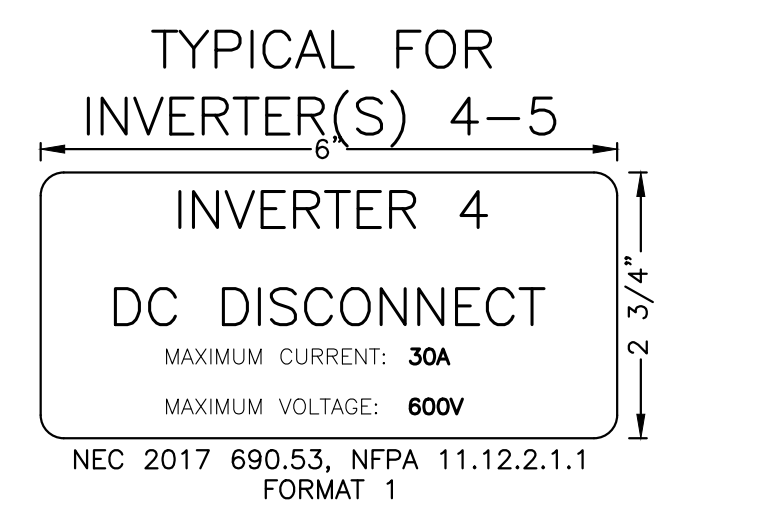 TYPICAL FOR
INVERTER(S) 4-5
6"
INVERTER 4
DC DISCONNECT
MAXIMUM CURRENT: 30A
MAXIMUM VOLTAGE: 600V
2 3/4"
NEC 2017 690.53, NFPA 11.12.2.1.1
FORMAT 1